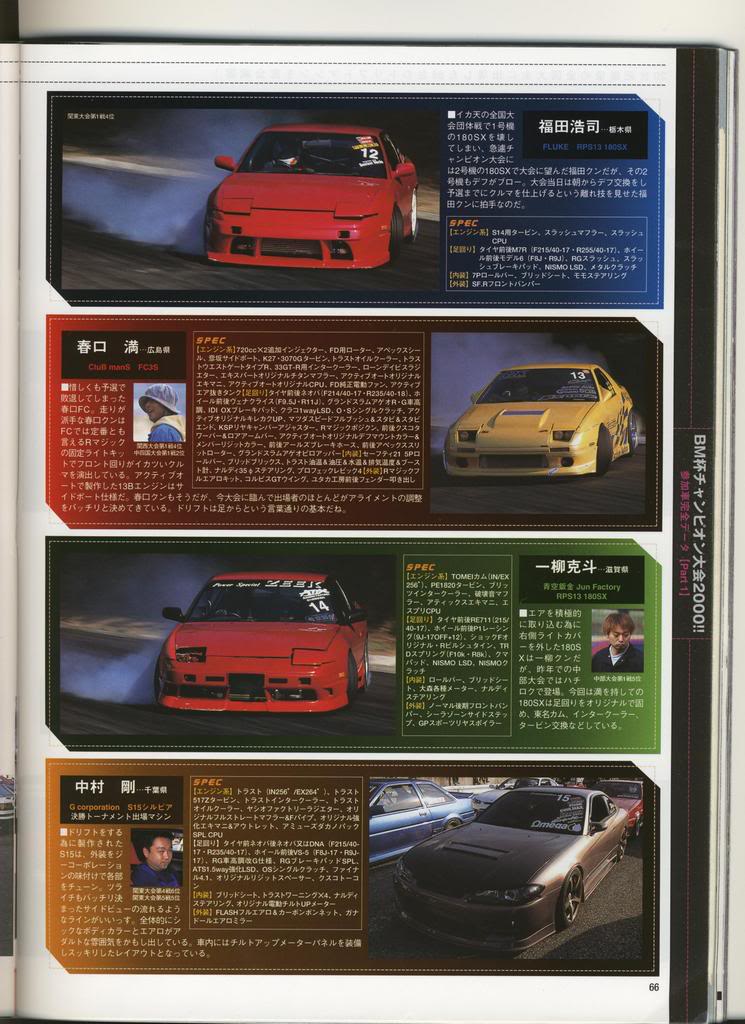 関東大会第1戦4位
12
■イカ天の全国大
会団体戦で1号機
の180SXを壊し
てしまい、急遽チ
ャンピオン大会に
は2号機の180SXで大会に望んだ福田クンだが、その2
号機もデフがブロー。大会当日は朝からデフ交換をし
予選までにクルマを仕上げるという離れ技を見せた福
田クンに拍手なのだ。
福田浩司…栃木県
FLUKE RPS13 180SX
SPEC
【エンジン系】S14用タービン、スラッシュマフラー、スラッシュ
CPU
【足回り】タイヤ前後M7R（F215/40-17・R255/40-17）、ホイー
ル前後モデル6（F8J・R9J）、RGスラッシュ、スラッ
シュブレーキパッド、NISMO LSD、メタルクラッチ
【内装】7Pロールバー、ブリッドシート、モモステアリング
【外装】SF.Rフロントバンパー
春口 満…広島県
CluB manS FC3S
■惜しくも予選で
敗退してしまった
春口FC。走りが
派手な春口クンは
FCでは定番とも
言えるRマジック
の固定ライトキッ
トでフロント回りがイカツいクル
マを演出している。アクティブオ
ートで製作した13Bエンジンはサ
イドポート仕様だ。春口クンもそうだが、今大会に臨んで出場者のほとんどがアライメントの調整
をバッチリと決めてきている。ドリフトは足からという言葉通りの基本だね。
関西大会第1戦4位
中四国大会第1戦2位
SPEC
【エンジン系】720cc×2追加インジェクター、FD用ローター、アペックスシー
ル、彦坂サイドポート、K27・3070Gタービン、トラストオイルクーラー、トラス
トウエストゲートタイプR、33GT-R用インタークーラー、ローンデイビスラジ
エター、エキスパートオリジナルチタンマフラー、アクティブオートオリジナル
エキマニ、アクティブオートオリジナルCPU、FD純正電動ファン、アクティブ
エア抜きタンク【足回り】タイヤ前後ネオバ（F214/40-17・R235/40-18）、ホ
イール前後ヴェナクライス（F9.5J・R11J）、グランドスラムアゲオR・G車高
調、IDI OXブレーキパッド、クラコ1wayLSD、O・Sシングルクラッチ、アク
ティブオリジナルキレカクUP、マツダスピードフルブッシュ＆スタビ＆スタビエ
ンド、KSPリヤキャンバーアジャスター、Rマジックボジクン、前後クスコタワ
ーバー＆ロアアームバー、アクティブオートオリジナルデフマウントカラー＆
メンバーリジットカラー、前後アールズブレーキホース、前後アペックススリ
ットローター、グランドスラムアゲオピロアッパー【内装】セーフティ21 5Pロ
ールバー、ブリッドブリックス、トラスト油温＆油圧＆水温＆排気温度＆ブース
ト計、ナルディ35φステアリング、プロフェックレビック4【外装】Rマジックフ
ルエアロキット、コルビスGTウイング、ユタカ工房前後フェンダー叩き出し
13
14
SPEC
【エンジン系】TOMEIカム（IN/EX
256゜）、PE1820タービン、ブリッ
ツインタークーラー、破壊音マフ
ラー、アティックスエキマニ、エ
スプリCPU
【足回り】タイヤ前後RE711（215/
40-17）、ホイール前後P1レーシン
グ（9J-17OFF+12）、ショックFオ
リジナル・Rビルシュタイン、TR
Dスプリング（F10k・R8k）、クマ
パッド、NISMO LSD、NISMOク
ラッチ
【内装】ロールバー、ブリッドシー
ト、大森各種メーター、ナルディ
ステアリング
【外装】ノーマル後期フロントバン
パー、シーラゾーンサイドステッ
プ、GPスポーツリヤスポイラー
一柳克斗…滋賀県
青空鈑金 Jun Factory
RPS13 180SX
■エアを積極的
に取り込む為に
右側ライトカバ
ーを外した180S
Xは一柳クンだ
が、昨年での中
部大会ではハチ
ロクで登場。今回は満を持しての
180SXは足回りをオリジナルで固
め、東名カム、インタークーラー、
タービン交換などしている。
中部大会第1戦5位
中村 剛…千葉県
G corporation S15シルビア
決勝トーナメント出場マシン
■ドリフトをする
為に製作された
S15は、外装をジ
ーコーポレーショ
ンの味付けで各部
をチューン。ツラ
イチもバッチリ決
まったサイドビューの流れるよう
なラインがいいっす。全体的にシ
ックなボディカラーとエアロがア
ダルトな雰囲気をかもし出している。車内にはチルトアップメーターパネルを装備
しスッキリしたレイアウトとなっている。
関東大会第4戦6位
関東大会第5戦5位
SPEC
【エンジン系】トラスト（IN256゜/EX264゜）、トラスト
517Zタービン、トラストインタークーラー、トラスト
オイルクーラー、ヤシオファクトリーラジエター、オリ
ジナルフルストレートマフラー&Fパイプ、オリジナル強
化エキマニ&アウトレット、アミューズタカノパック
SPL CPU
【足回り】タイヤ前ネオバ後ネオバ又はDNA（F215/40
-17・R235/40-17）、ホイール前後VS-5（F8J-17・R9J-
17）、RG車高調改G仕様、RGブレーキパッドSPL、
ATS1.5way強化LSD、OSシングルクラッチ、ファイナ
ル4.1、オリジナルトリッドスペーサー、クスコトーコ
ン
【内装】ブリッドシート、トラストワーニング×4、ナルディ
ステアリング、オリジナル電動チルトUPメーター
【外装】FLASHフルエアロ&カーボンボンネット、ガナ
ドールエアロミラー
15
Omega
BM杯チャンピオン大会2000!!
参加車完全データ【Part 1】
66